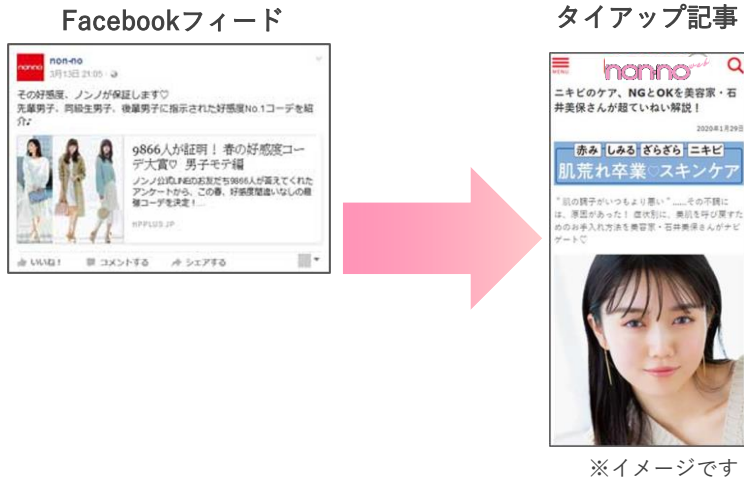 Facebookフィード
タイアップ記事
non-no
non-no
3月13日 21:05
その好感度、ノンノが保証します♡
先輩男子、同級生男子、後輩男子に指示された好感度No.1コーデを紹
介♪
9866人が証明！ 春の好感度コー
デ大賞♡ 男子モテ編
ノンノ公式LINEのお友だち9866人が答えてくれた
アンケートから、この春、好感度間違いなしの最
強コーデを決定！...
HPPLUS.JP
いいね！ コメントする シェアする
MENU
non-no web
ニキビのケア、NGとOKを美容家・石
井美保さんが超ていねい解説！
2020年1月29日
赤み しみる ざらざら ニキビ
肌荒れ卒業♡スキンケア
"肌の調子がいつもより悪い"......その不調に
は、原因があった！ 症状別に、美肌を呼び戻すた
めのお手入れ方法を美容家・石井美保さんがナビ
ゲート♡
※イメージです